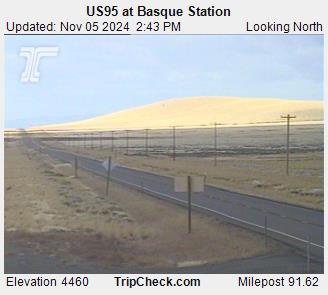 US95 at Basque Station
Updated: Nov 05 2024 2:43 PM Looking North
Elevation 4460 TripCheck.com Milepost 91.62